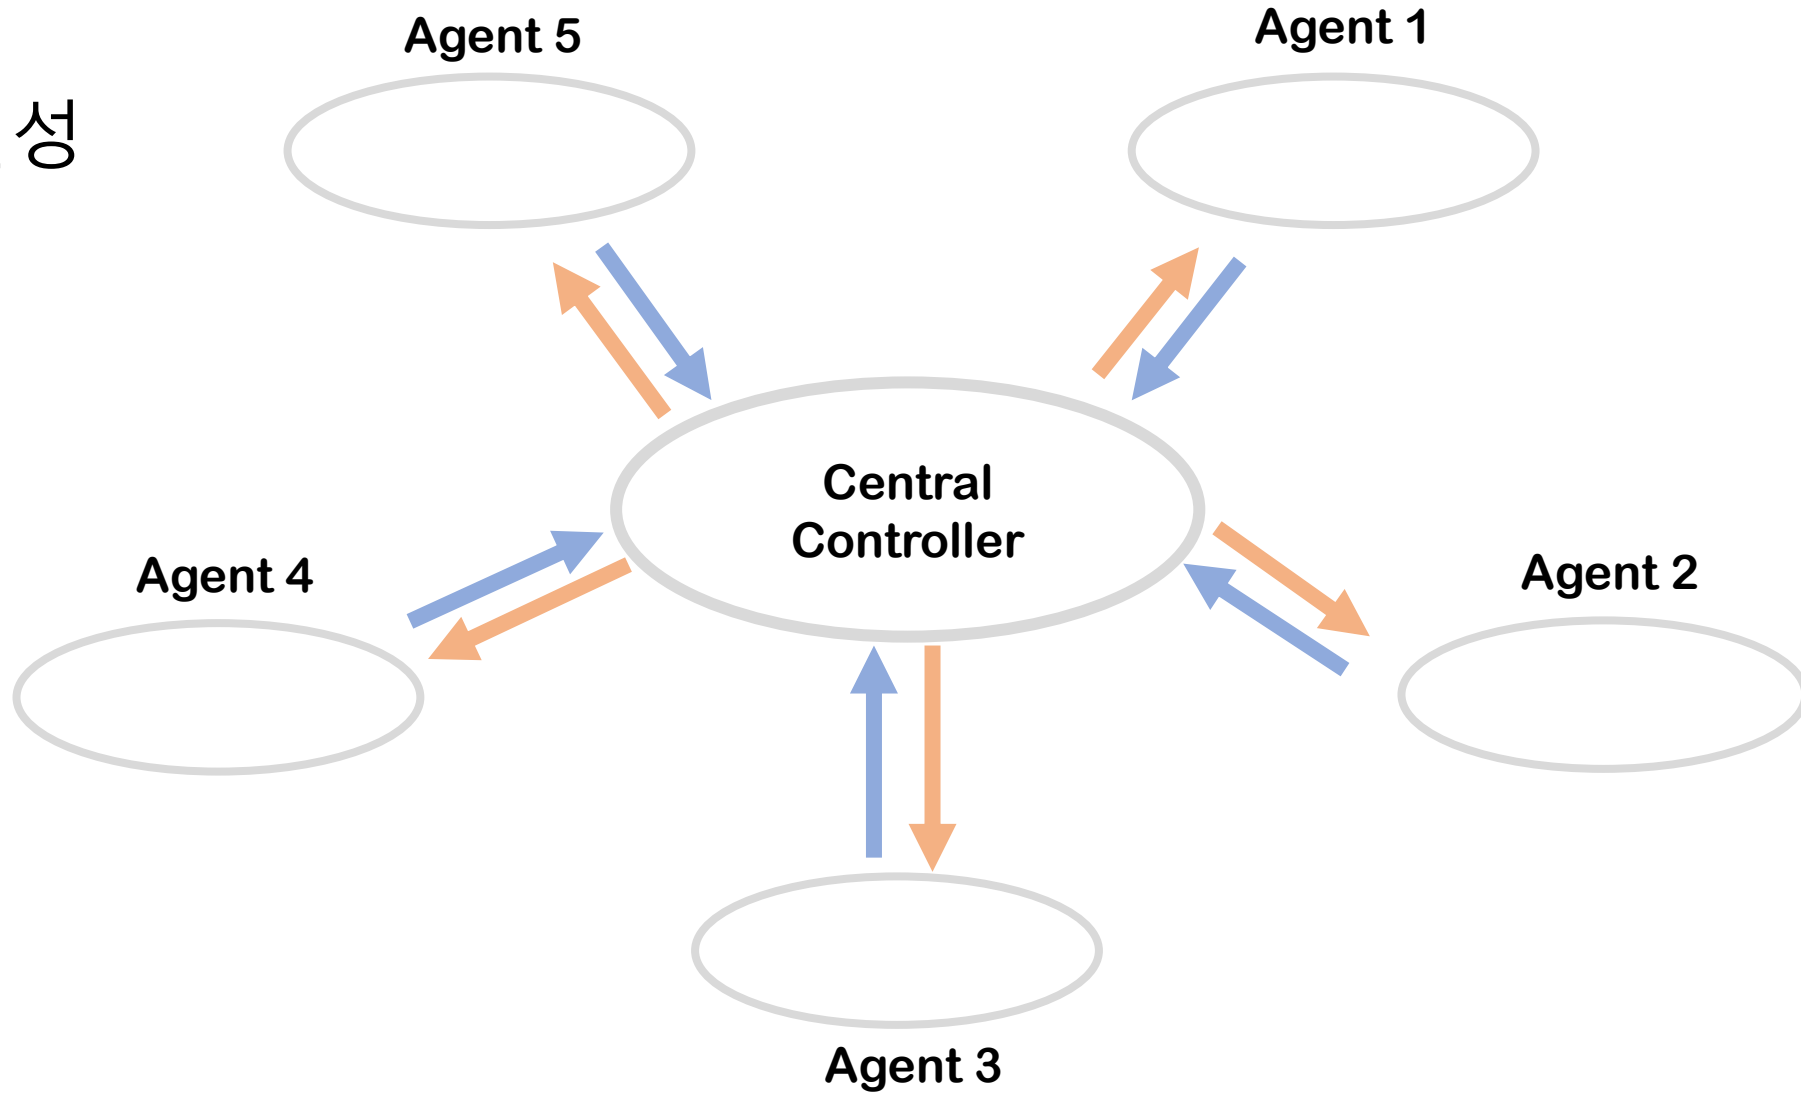 Agent 5
Agent 1
성
Central
Controller
Agent 4
Agent 2
Agent 3